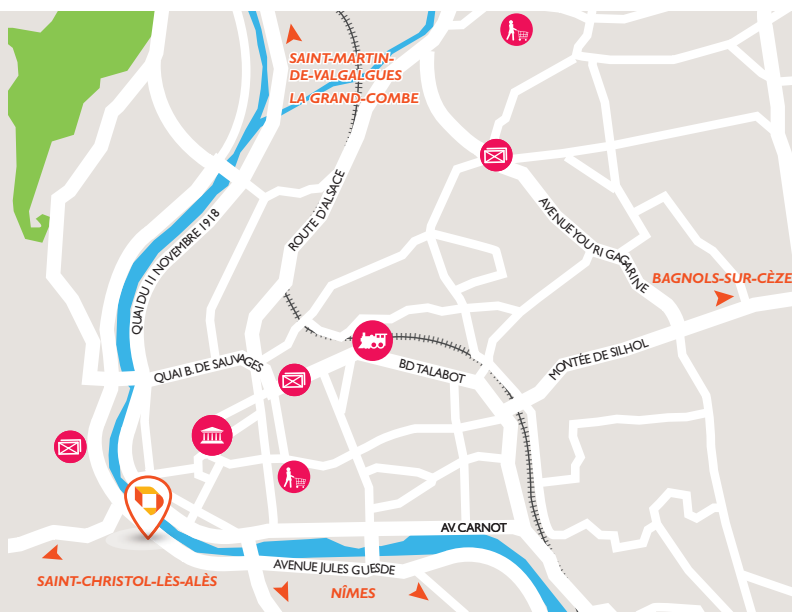 SAINT-MARTIN-
DE-VALGALGUES
LA GRAND-COMBE
ROUTE D'ALSACE
QUAI DU 11 NOVEMBRE 1918
AVENUE YOURI GAGARINE
BAGNOLS-SUR-CÈZE
QUAI B. DE SAUVAGES
BD TALABOT
MONTÉE DE SILHOL
AV. CARNOT
AVENUE JULES GUESDE
SAINT-CHRISTOL-LÈS-ALÈS
NÎMES